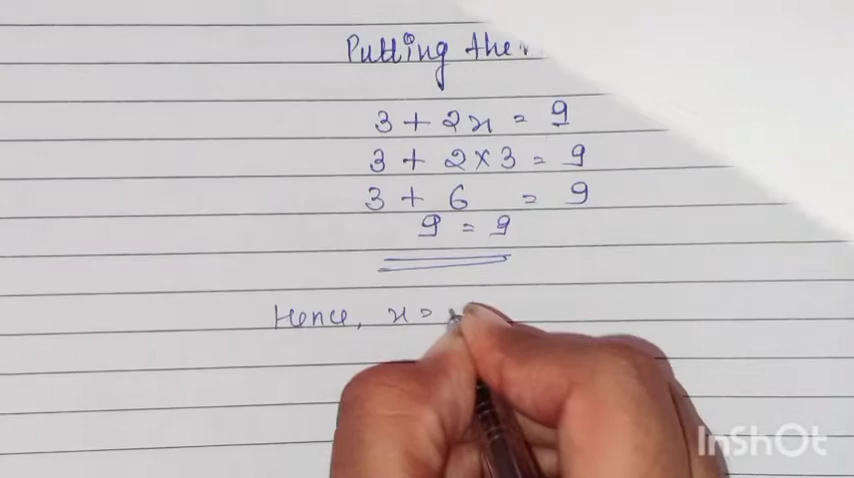 Putting the
3 + 2x = 9
3 + 2×3 = 9
3 + 6 = 9
9 = 9
Hence, x =
InShOt